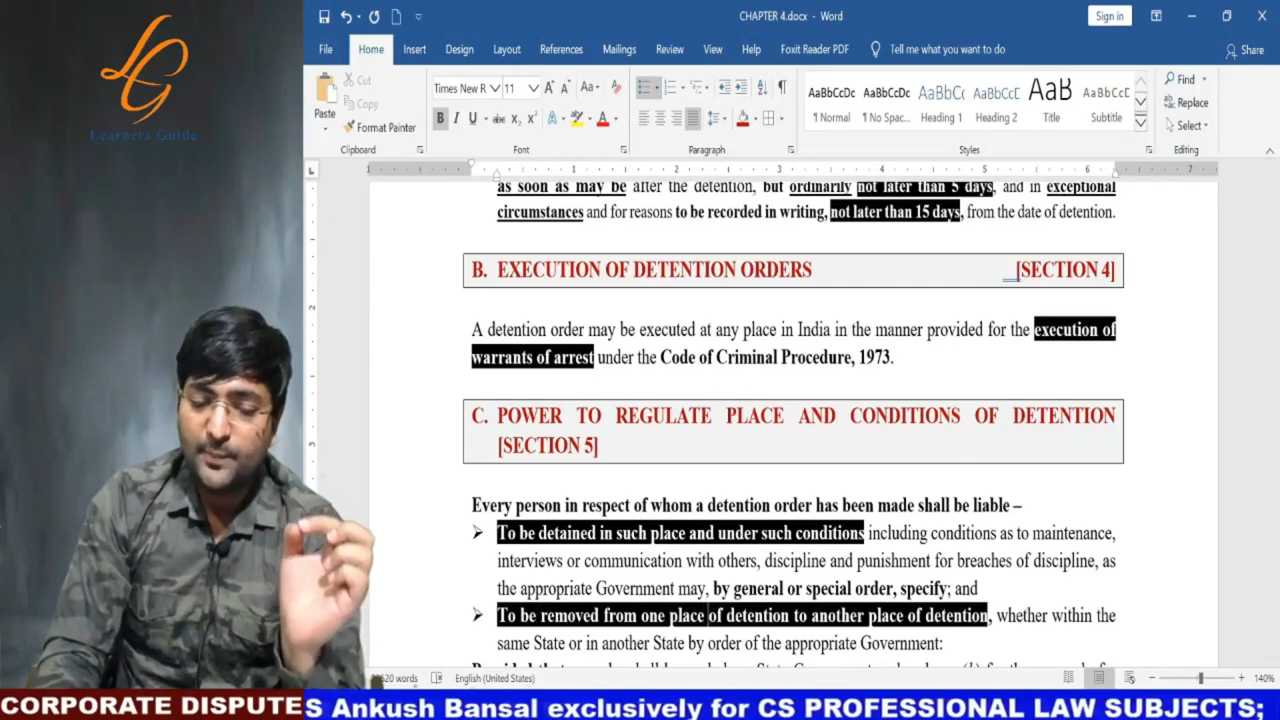 LG
Learners Guide
CHAPTER 4.docx - Word
Sign in
File Home Insert Design Layout References Mailings Review View Help Foxit Reader PDF Tell me what you want to do Share
Paste
Cut
Copy
Format Painter
Clipboard
Times New R 11
Font
Paragraph
AaBbCcDc AaBbCcDc AaBbCc AaBbCcC AaB AaBbCcC
¶ Normal ¶ No Spac... Heading 1 Heading 2 Title Subtitle
Styles
Find
Replace
Select
Editing
as soon as may be after the detention, but ordinarily not later than 5 days, and in exceptional
circumstances and for reasons to be recorded in writing, not later than 15 days, from the date of detention.
B. EXECUTION OF DETENTION ORDERS [SECTION 4]
A detention order may be executed at any place in India in the manner provided for the execution of
warrants of arrest under the Code of Criminal Procedure, 1973.
C. POWER TO REGULATE PLACE AND CONDITIONS OF DETENTION
[SECTION 5]
Every person in respect of whom a detention order has been made shall be liable –
To be detained in such place and under such conditions including conditions as to maintenance,
interviews or communication with others, discipline and punishment for breaches of discipline, as
the appropriate Government may, by general or special order, specify; and
To be removed from one place of detention to another place of detention, whether within the
same State or in another State by order of the appropriate Government:
520 words English (United States) 140%
CORPORATE DISPUTE S Ankush Bansal exclusively for CS PROFESSIONAL LAW SUBJECTS;